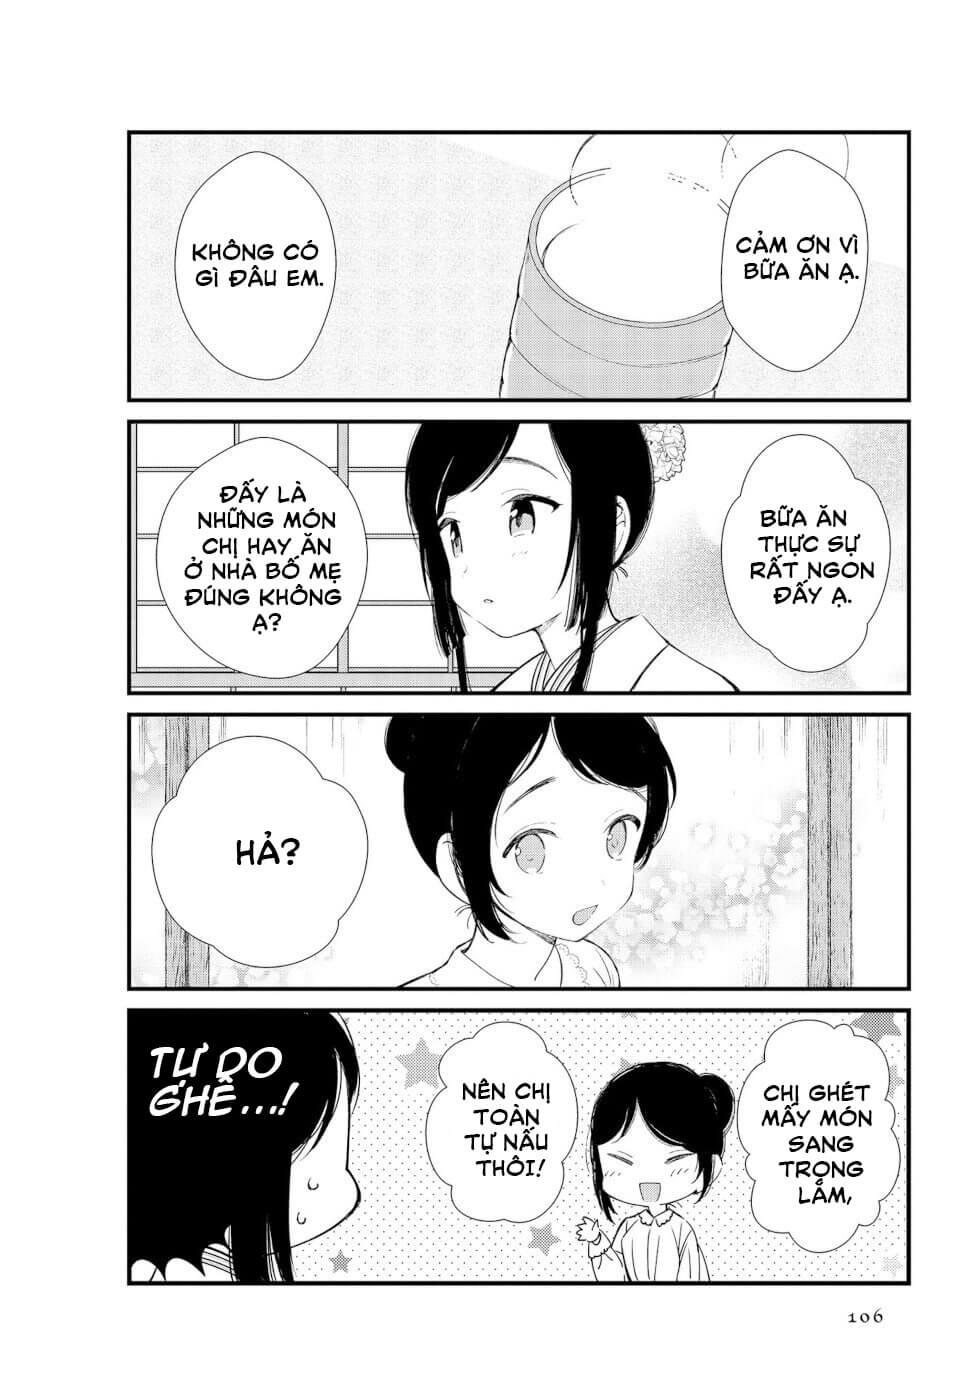 CẢM ƠN VÌ
BỮA ĂN Ạ.
KHÔNG CÓ
GÌ ĐÂU EM.
BỮA ĂN
THỰC SỰ
RẤT NGON
ĐẤY Ạ.
ĐẤY LÀ
NHỮNG MÓN
CHỊ HAY ĂN
Ở NHÀ BỐ MẸ
ĐÚNG KHÔNG
Ạ?
HẢ?
CHỊ GHÉT
MẤY MÓN
SANG
TRỌNG
LẮM,
NÊN CHỊ
TOÀN
TỰ NẤU
THÔI!
TỰ DO
GHÊ...!
106